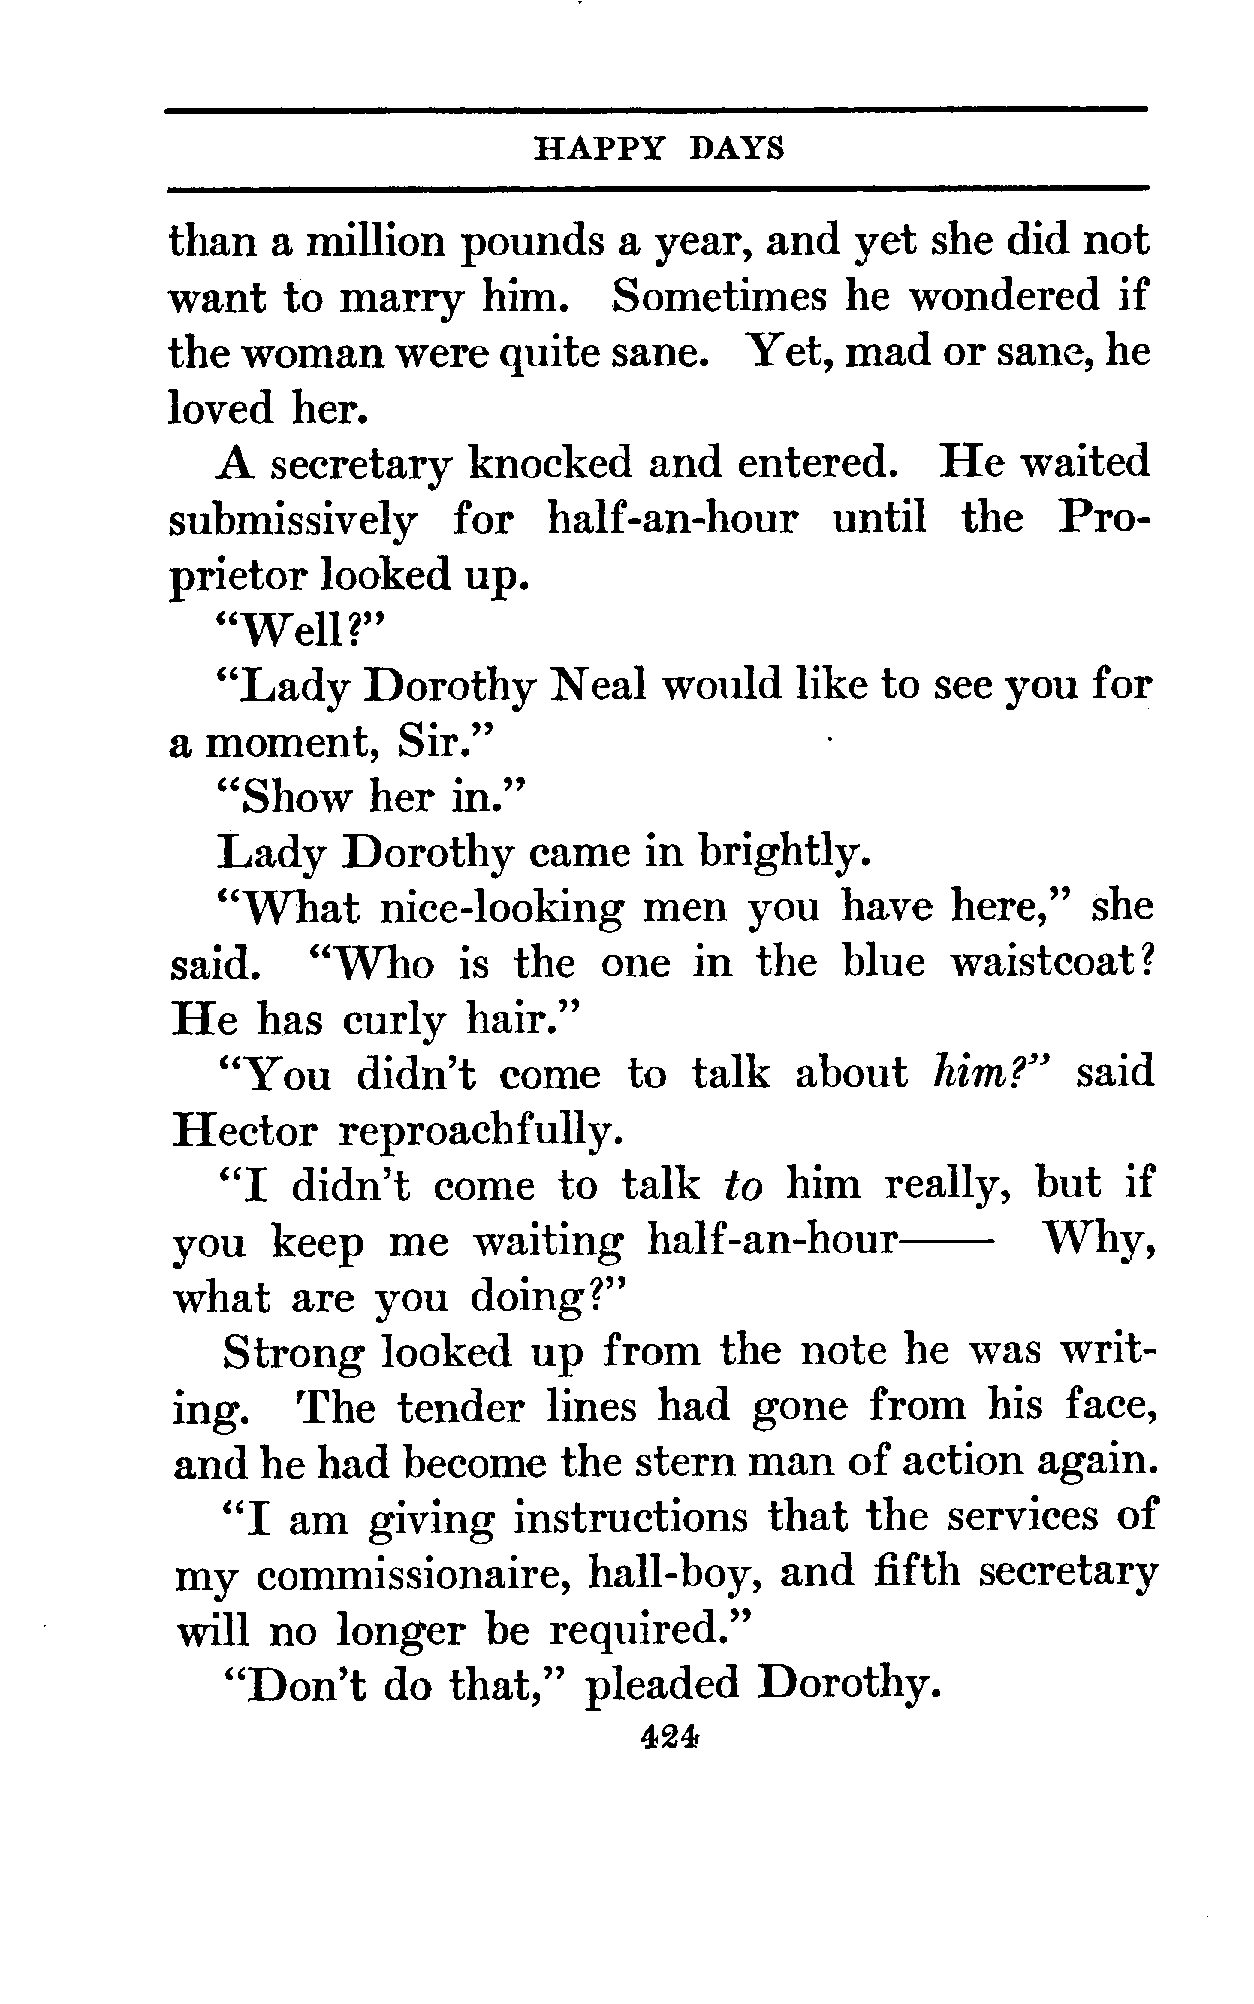 HAPPY DAYS
than a million pounds a year, and yet she did not
want to marry him. Sometimes he wondered if
the woman were quite sane. Yet, mad or sane, he
loved her.
A secretary knocked and entered. He waited
submissively for half-an-hour until the Pro-
prietor looked up.
“Well?”
“Lady Dorothy Neal would like to see you for
a moment, Sir.”
“Show her in.”
Lady Dorothy came in brightly.
“What nice-looking men you have here,” she
said. “Who is the one in the blue waistcoat?
He has curly hair.”
“You didn't come to talk about him?” said
Hector reproachfully.
“I didn't come to talk to him really, but if
you keep me waiting half-an-hour—— Why,
what are you doing?”
Strong looked up from the note he was writ-
ing. The tender lines had gone from his face,
and he had become the stern man of action again.
“I am giving instructions that the services of
my commissionaire, hall-boy, and fifth secretary
will no longer be required.”
“Don't do that,” pleaded Dorothy.
424